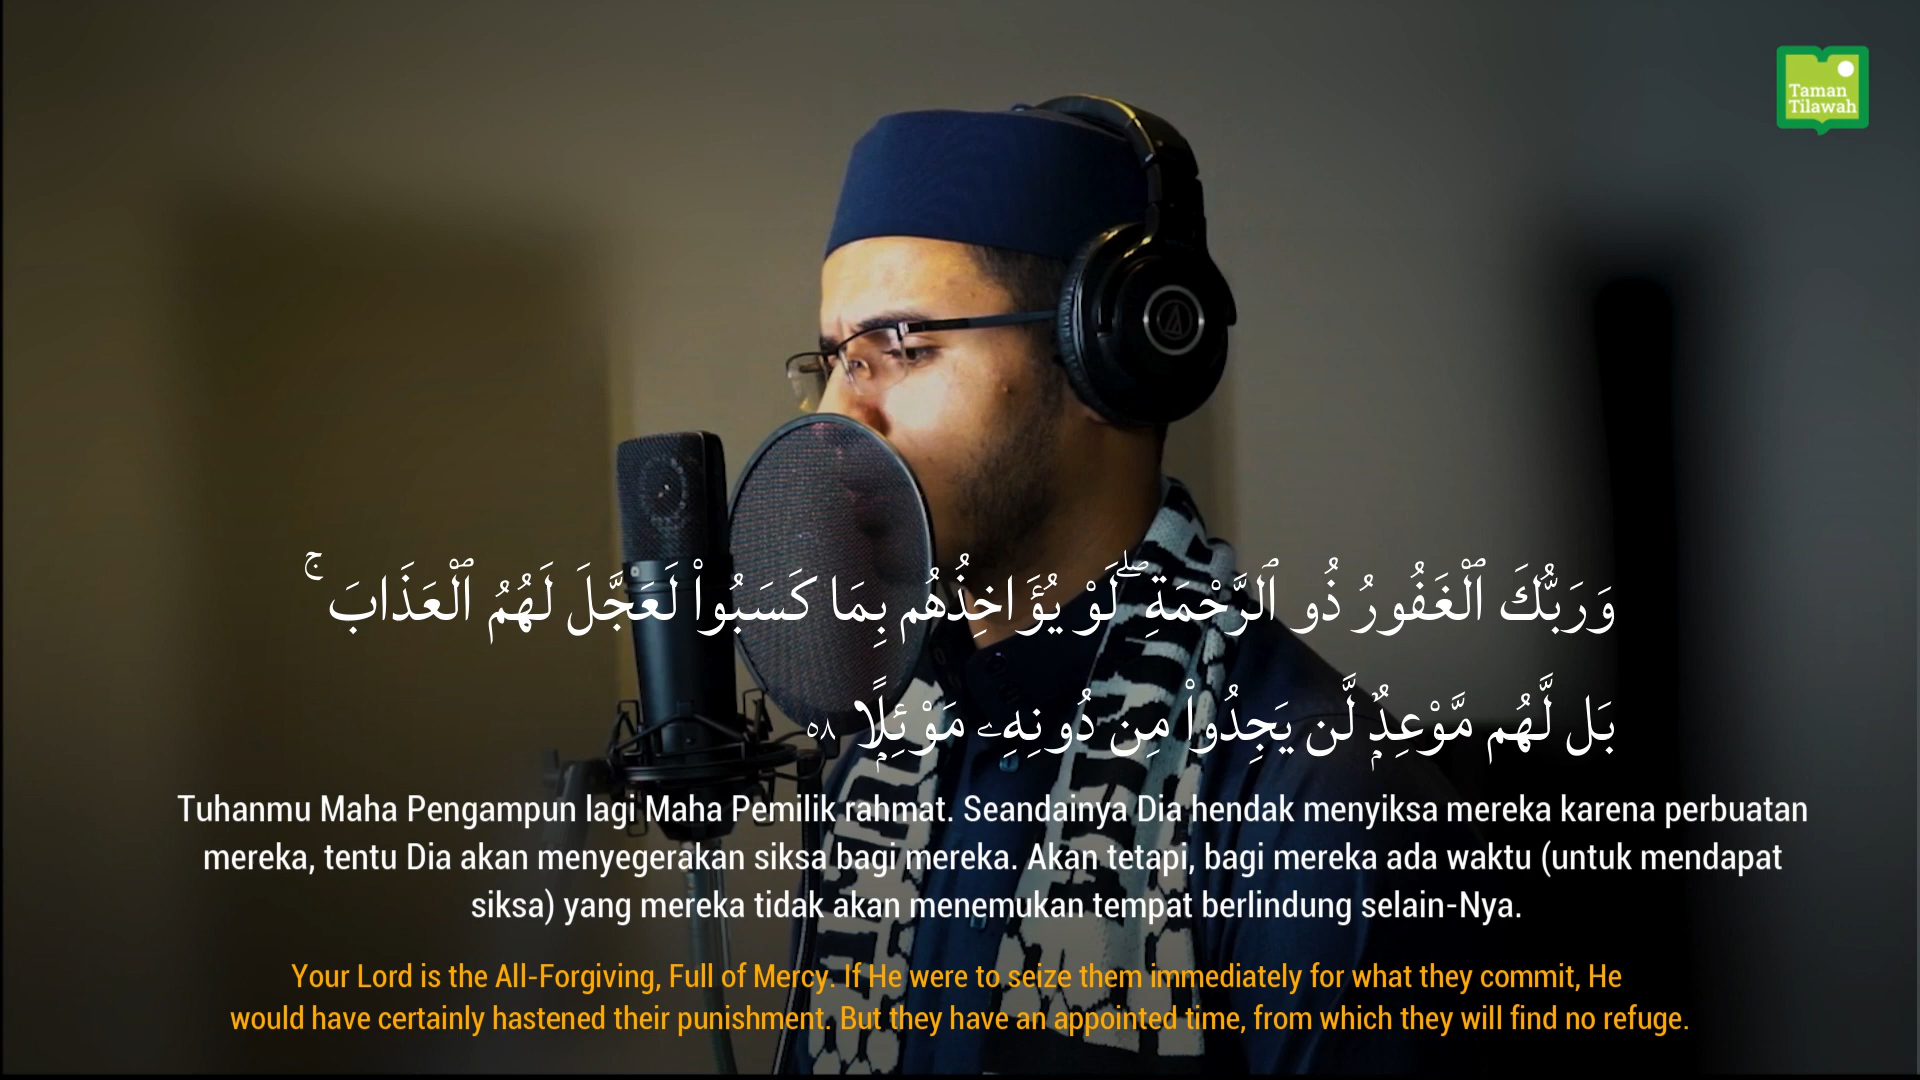 Taman
Tilawah
وَرَبُّكَ ٱلْغَفُورُ ذُو ٱلرَّحْمَةِۖ لَوْ يُؤَاخِذُهُم بِمَا كَسَبُوا۟ لَعَجَّلَ لَهُمُ ٱلْعَذَابَ ۚ
بَل لَّهُم مَّوْعِدٌۭ لَّن يَجِدُوا۟ مِن دُونِهِۦ مَوْئِلًۭا ٥٨
Tuhanmu Maha Pengampun lagi Maha Pemilik rahmat. Seandainya Dia hendak menyiksa mereka karena perbuatan
mereka, tentu Dia akan menyegerakan siksa bagi mereka. Akan tetapi, bagi mereka ada waktu (untuk mendapat
siksa) yang mereka tidak akan menemukan tempat berlindung selain-Nya.
Your Lord is the All-Forgiving, Full of Mercy. If He were to seize them immediately for what they commit, He
would have certainly hastened their punishment. But they have an appointed time, from which they will find no refuge.